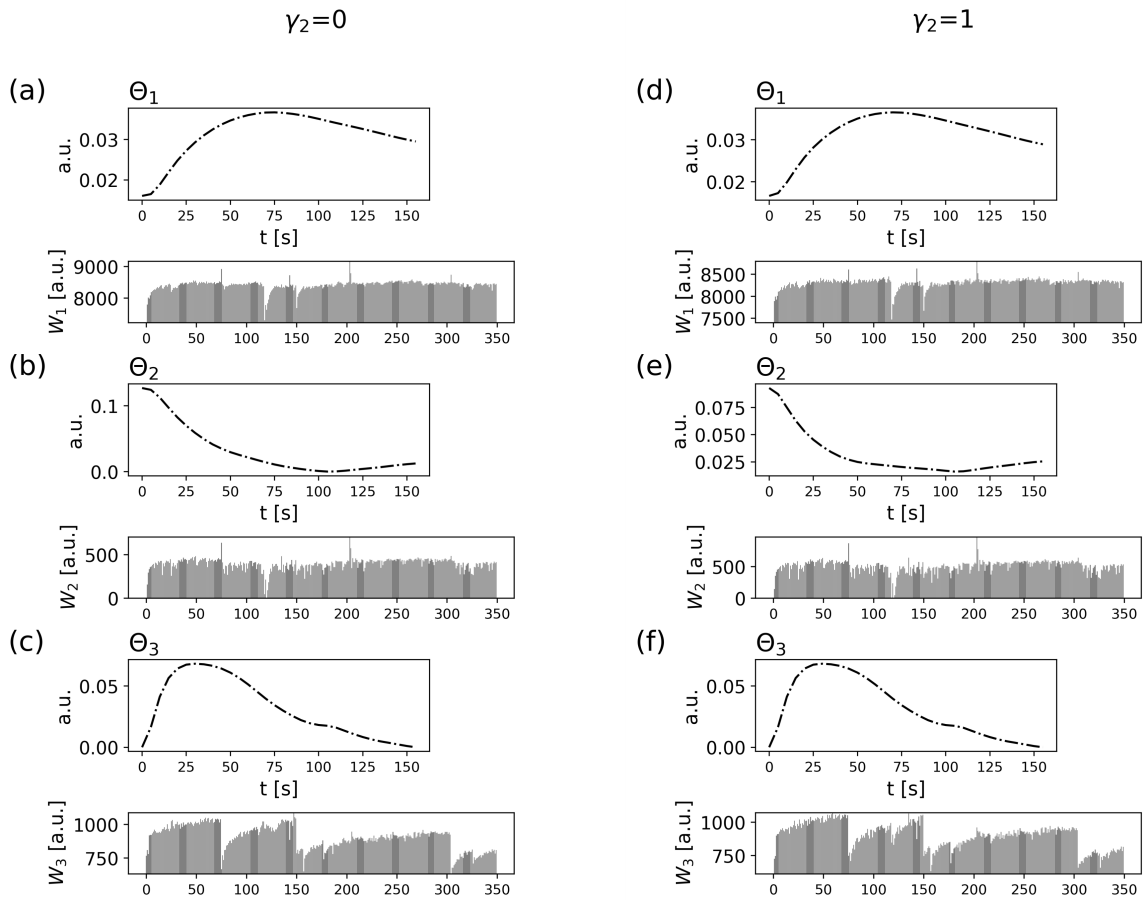 γ₂=0
γ₂=1
(a)
Θ₁
a.u.
0.03
0.02
0 25 50 75 100 125 150
t [s]
W₁ [a.u.]
9000
8000
0 50 100 150 200 250 300 350
(b)
Θ₂
a.u.
0.1
0.0
0 25 50 75 100 125 150
t [s]
W₂ [a.u.]
500
0
0 50 100 150 200 250 300 350
(c)
Θ₃
a.u.
0.05
0.00
0 25 50 75 100 125 150
t [s]
W₃ [a.u.]
1000
750
0 50 100 150 200 250 300 350
(d)
Θ₁
a.u.
0.03
0.02
0 25 50 75 100 125 150
t [s]
W₁ [a.u.]
8500
8000
7500
0 50 100 150 200 250 300 350
(e)
Θ₂
a.u.
0.075
0.050
0.025
0 25 50 75 100 125 150
t [s]
W₂ [a.u.]
500
0
0 50 100 150 200 250 300 350
(f)
Θ₃
a.u.
0.05
0.00
0 25 50 75 100 125 150
t [s]
W₃ [a.u.]
1000
750
0 50 100 150 200 250 300 350